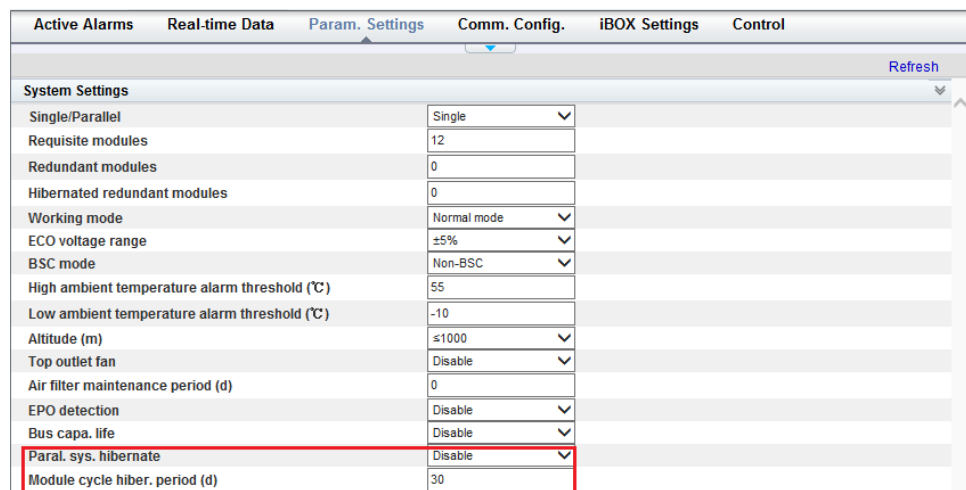 Active Alarms Real-time Data Param. Settings Comm. Config. iBOX Settings Control
Refresh
System Settings
Single/Parallel Single
Requisite modules 12
Redundant modules 0
Hibernated redundant modules 0
Working mode Normal mode
ECO voltage range ±5%
BSC mode Non-BSC
High ambient temperature alarm threshold (℃) 55
Low ambient temperature alarm threshold (℃) -10
Altitude (m) ≤1000
Top outlet fan Disable
Air filter maintenance period (d) 0
EPO detection Disable
Bus capa. life Disable
Paral. sys. hibernate Disable
Module cycle hiber. period (d) 30